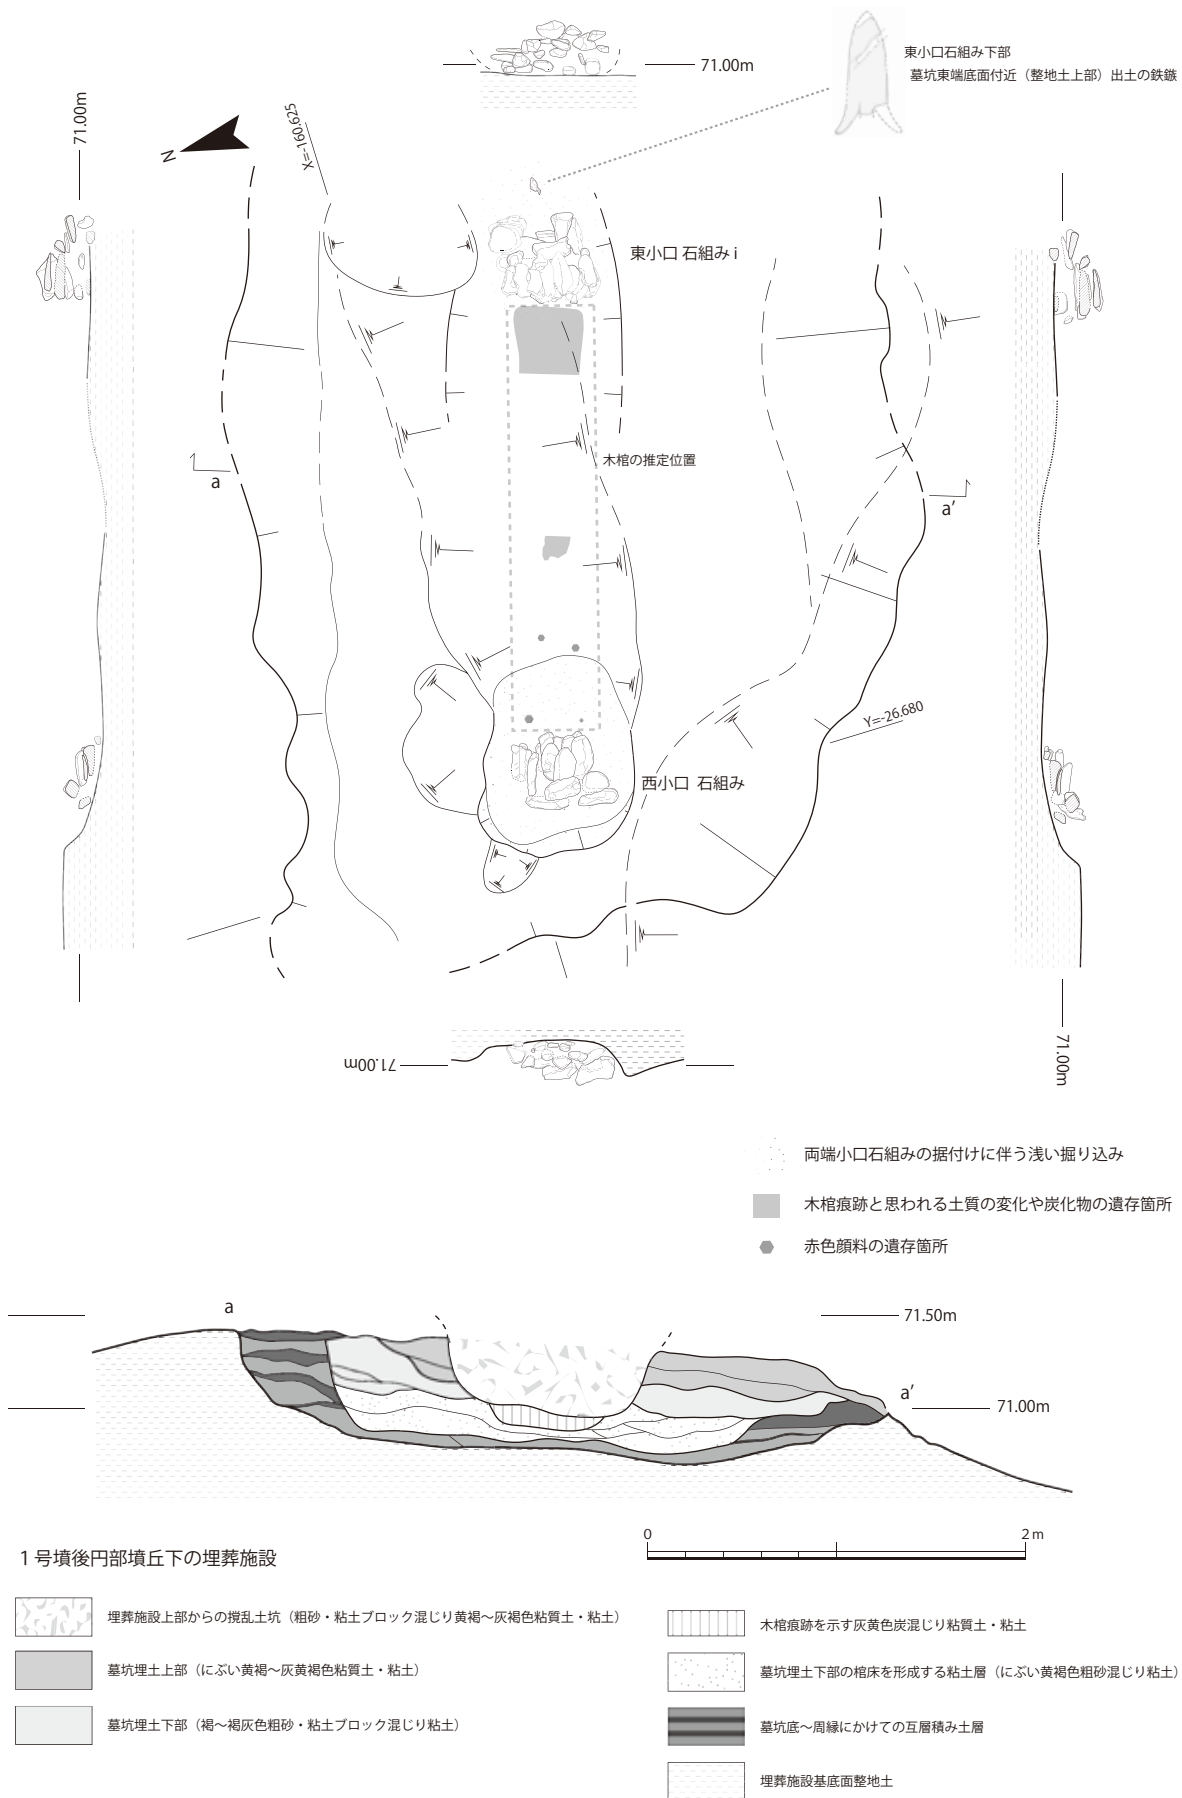 71.00m
東小口石組み下部
墓坑東端底面付近（整地土上部）出土の鉄鏃
71.00m
N
X=-160.625
東小口 石組み i
木棺の推定位置
a
a′
Y=-26.680
西小口 石組み
71.00m
71.00m
両端小口石組みの据付けに伴う浅い掘り込み
木棺痕跡と思われる土質の変化や炭化物の遺存箇所
赤色顔料の遺存箇所
a
71.50m
a′
71.00m
0 2 m
１号墳後円部墳丘下の埋葬施設
埋葬施設上部からの撹乱土坑（粗砂・粘土ブロック混じり黄褐～灰褐色粘質土・粘土）
墓坑埋土上部（にぶい黄褐～灰黄褐色粘質土・粘土）
墓坑埋土下部（褐～褐灰色粗砂・粘土ブロック混じり粘土）
木棺痕跡を示す灰黄色炭混じり粘質土・粘土
墓坑埋土下部の棺床を形成する粘土層（にぶい黄褐色粗砂混じり粘土）
墓坑底～周縁にかけての互層積み土層
埋葬施設基底面整地土